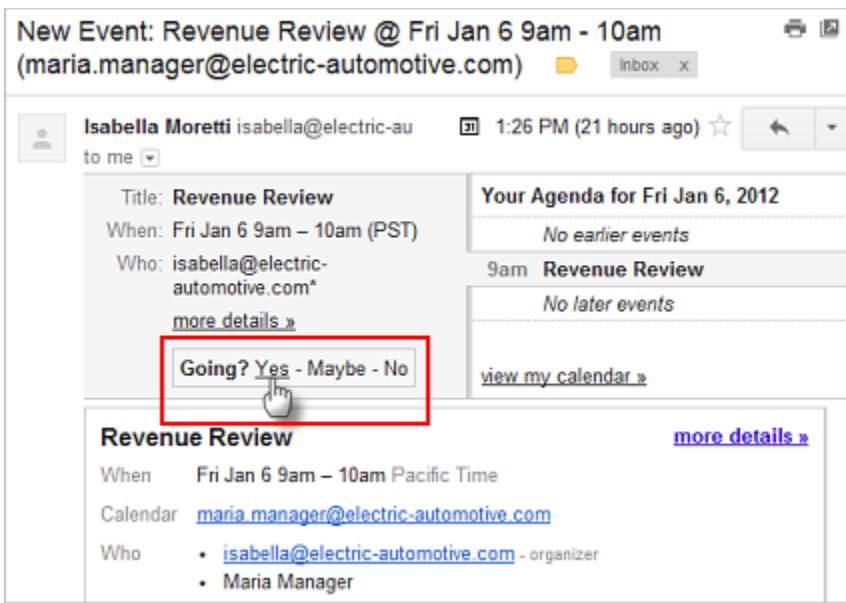 New Event: Revenue Review @ Fri Jan 6 9am - 10am
(maria.manager@electric-automotive.com) Inbox x
Isabella Moretti isabella@electric-au 31 1:26 PM (21 hours ago)
to me
Title: Revenue Review
When: Fri Jan 6 9am – 10am (PST)
Who: isabella@electric-
automotive.com*
more details »
Going? Yes - Maybe - No
Your Agenda for Fri Jan 6, 2012
No earlier events
9am Revenue Review
No later events
view my calendar »
Revenue Review more details »
When Fri Jan 6 9am – 10am Pacific Time
Calendar maria.manager@electric-automotive.com
Who • isabella@electric-automotive.com - organizer
• Maria Manager